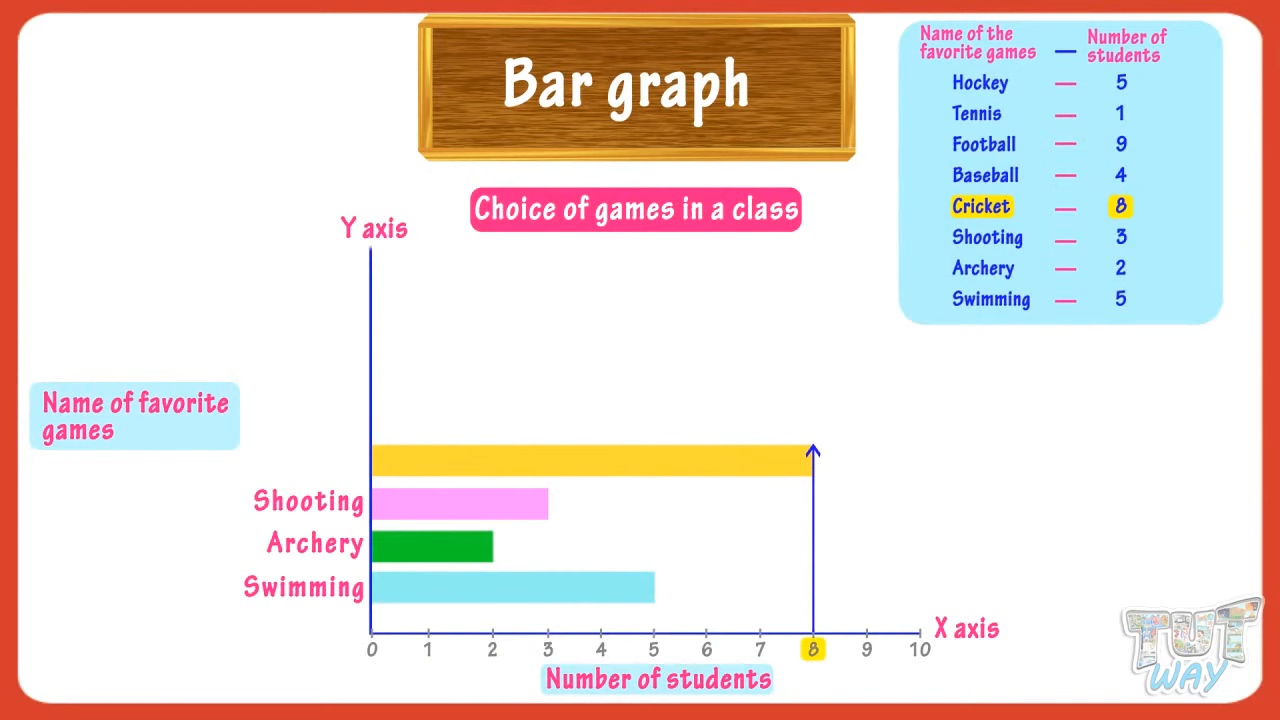 Bar graph
Name of the favorite games — Number of students
Hockey — 5
Tennis — 1
Football — 9
Baseball — 4
Cricket — 8
Shooting — 3
Archery — 2
Swimming — 5
Choice of games in a class
Y axis
Name of favorite
games
Shooting
Archery
Swimming
X axis
0 1 2 3 4 5 6 7 8 9 10
Number of students
TUT
WAY